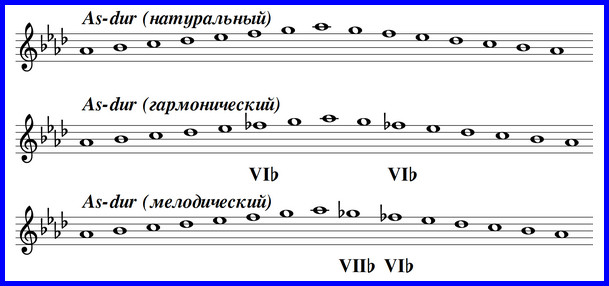 As-dur (натуральный)
As-dur (гармонический)
VI♭ VI♭
As-dur (мелодический)
VII♭ VI♭